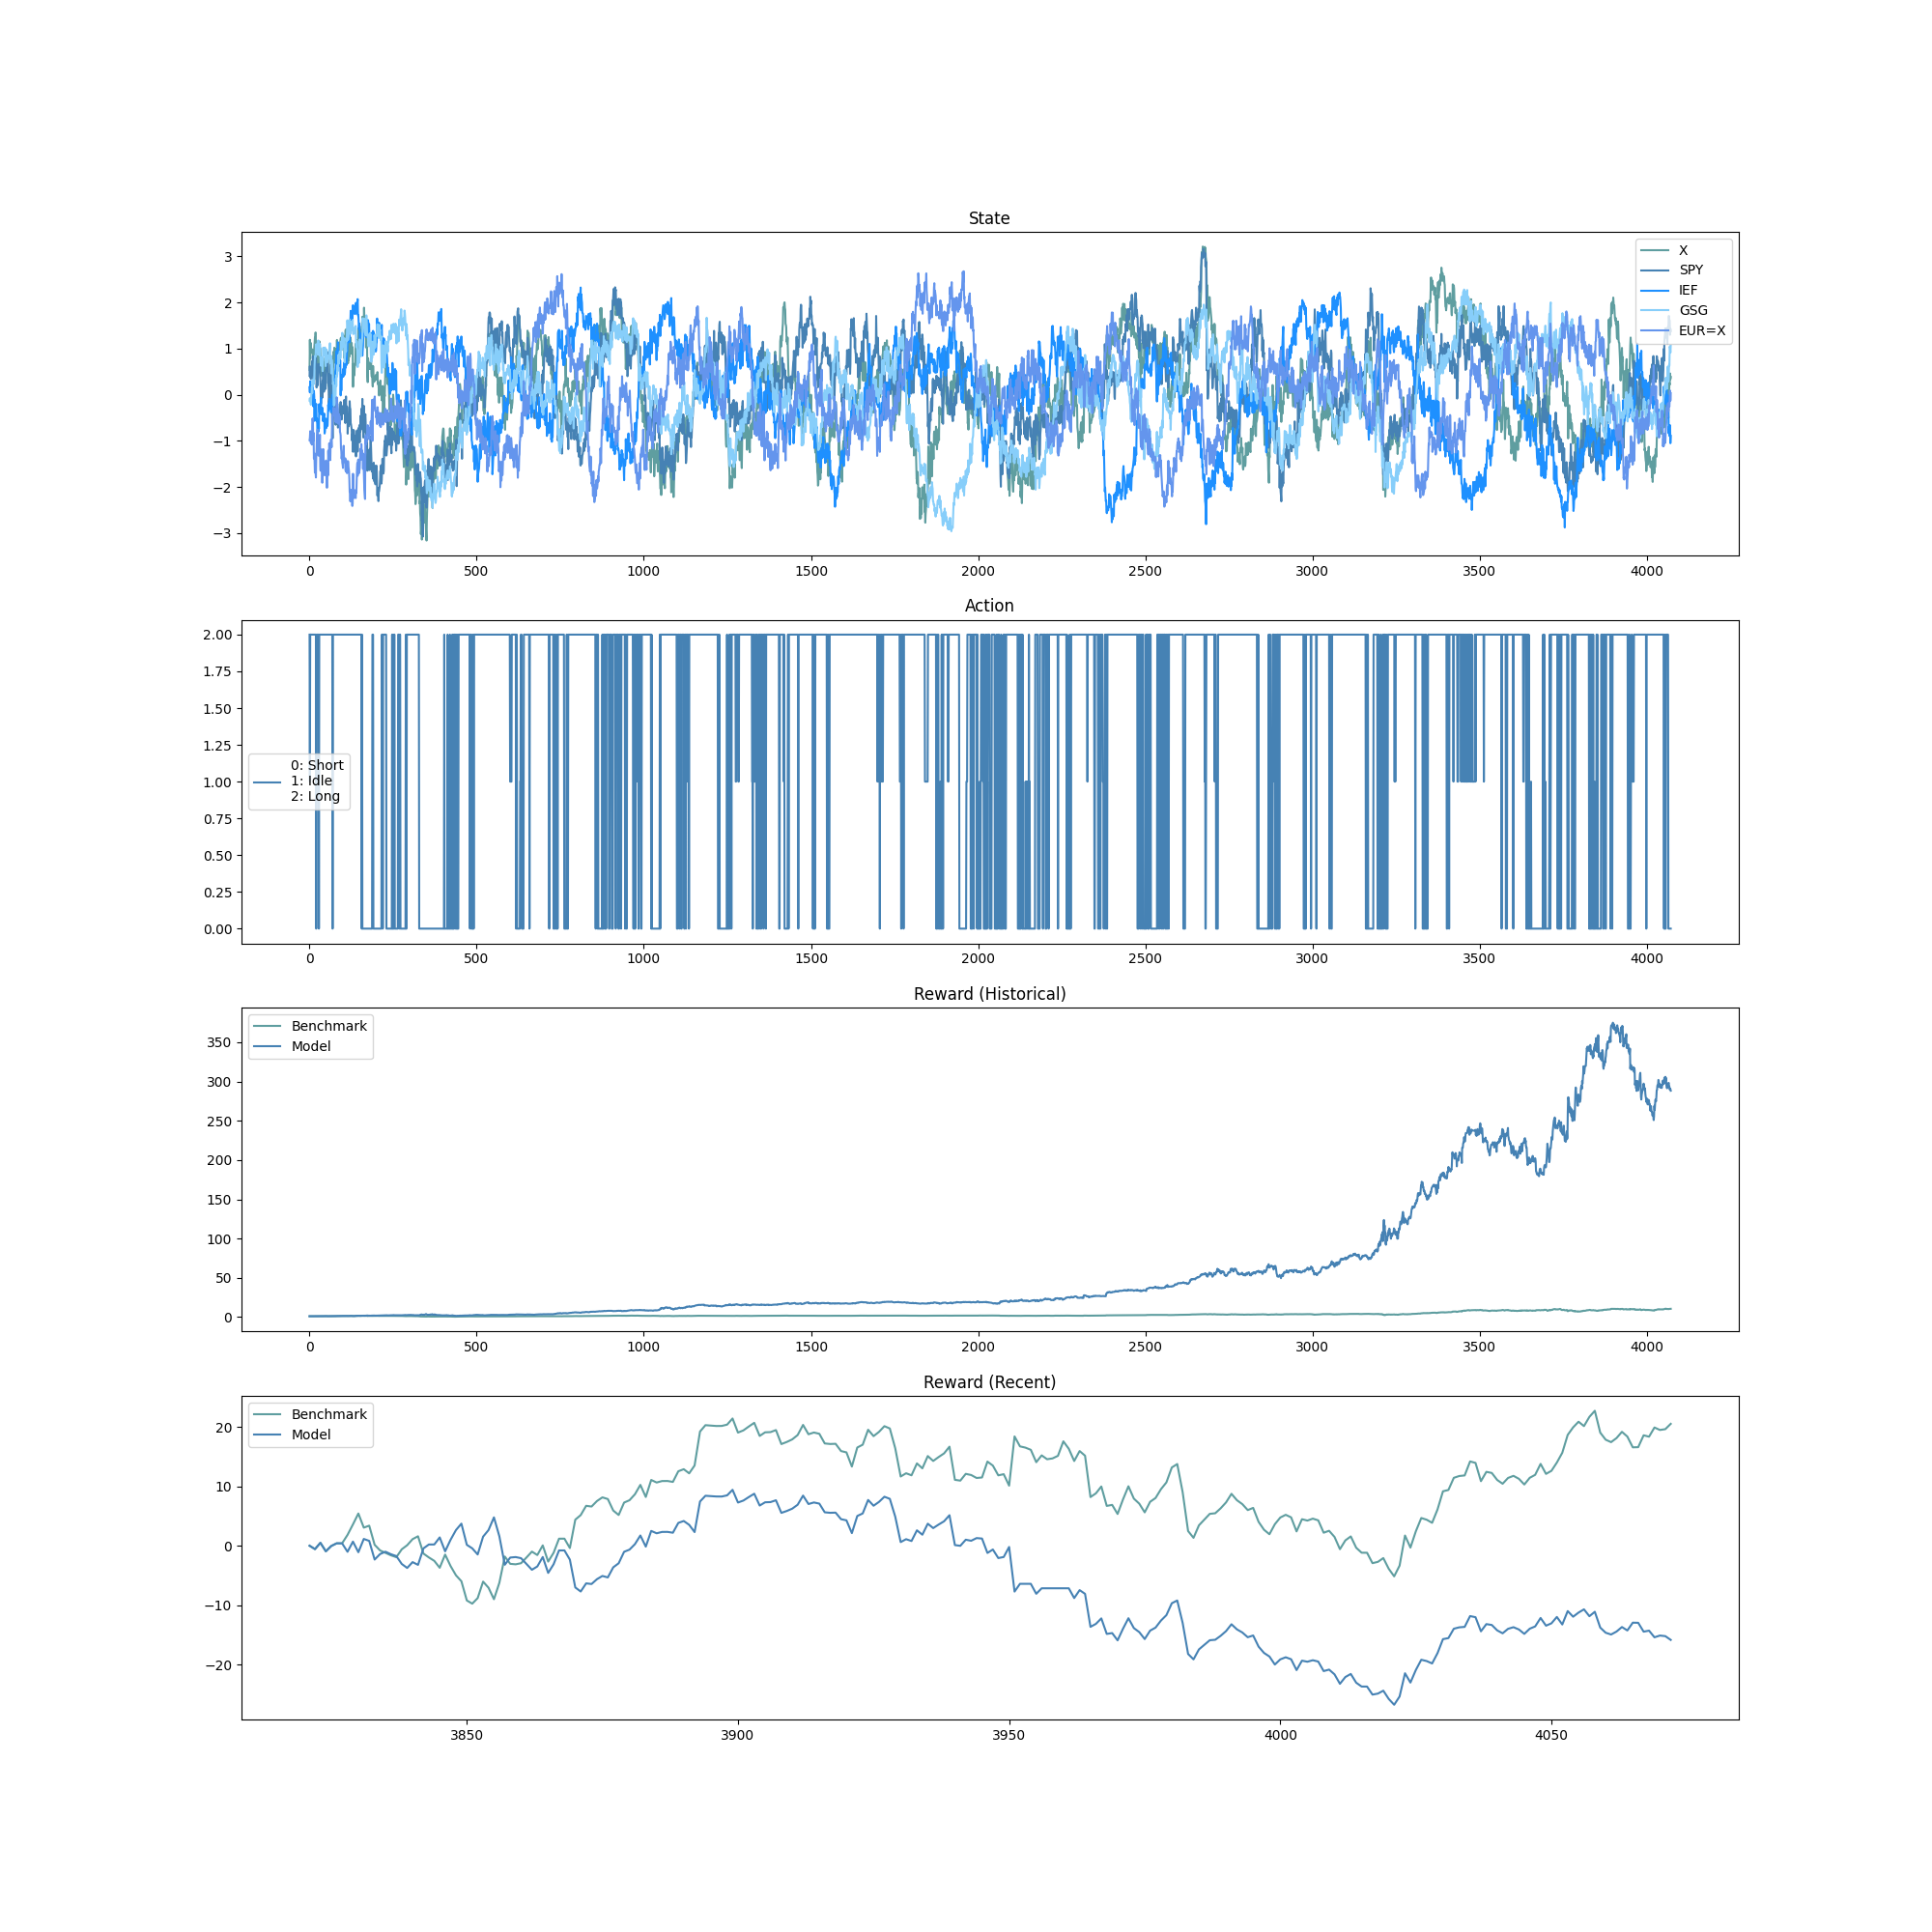 State
3
2
1
0
−1
−2
−3
X
SPY
IEF
GSG
EUR=X
0 500 1000 1500 2000 2500 3000 3500 4000
Action
2.00
1.75
1.50
1.25
1.00
0.75
0.50
0.25
0.00
0: Short
1: Idle
2: Long
0 500 1000 1500 2000 2500 3000 3500 4000
Reward (Historical)
Benchmark
Model
350
300
250
200
150
100
50
0
0 500 1000 1500 2000 2500 3000 3500 4000
Reward (Recent)
Benchmark
Model
20
10
0
−10
−20
3850 3900 3950 4000 4050